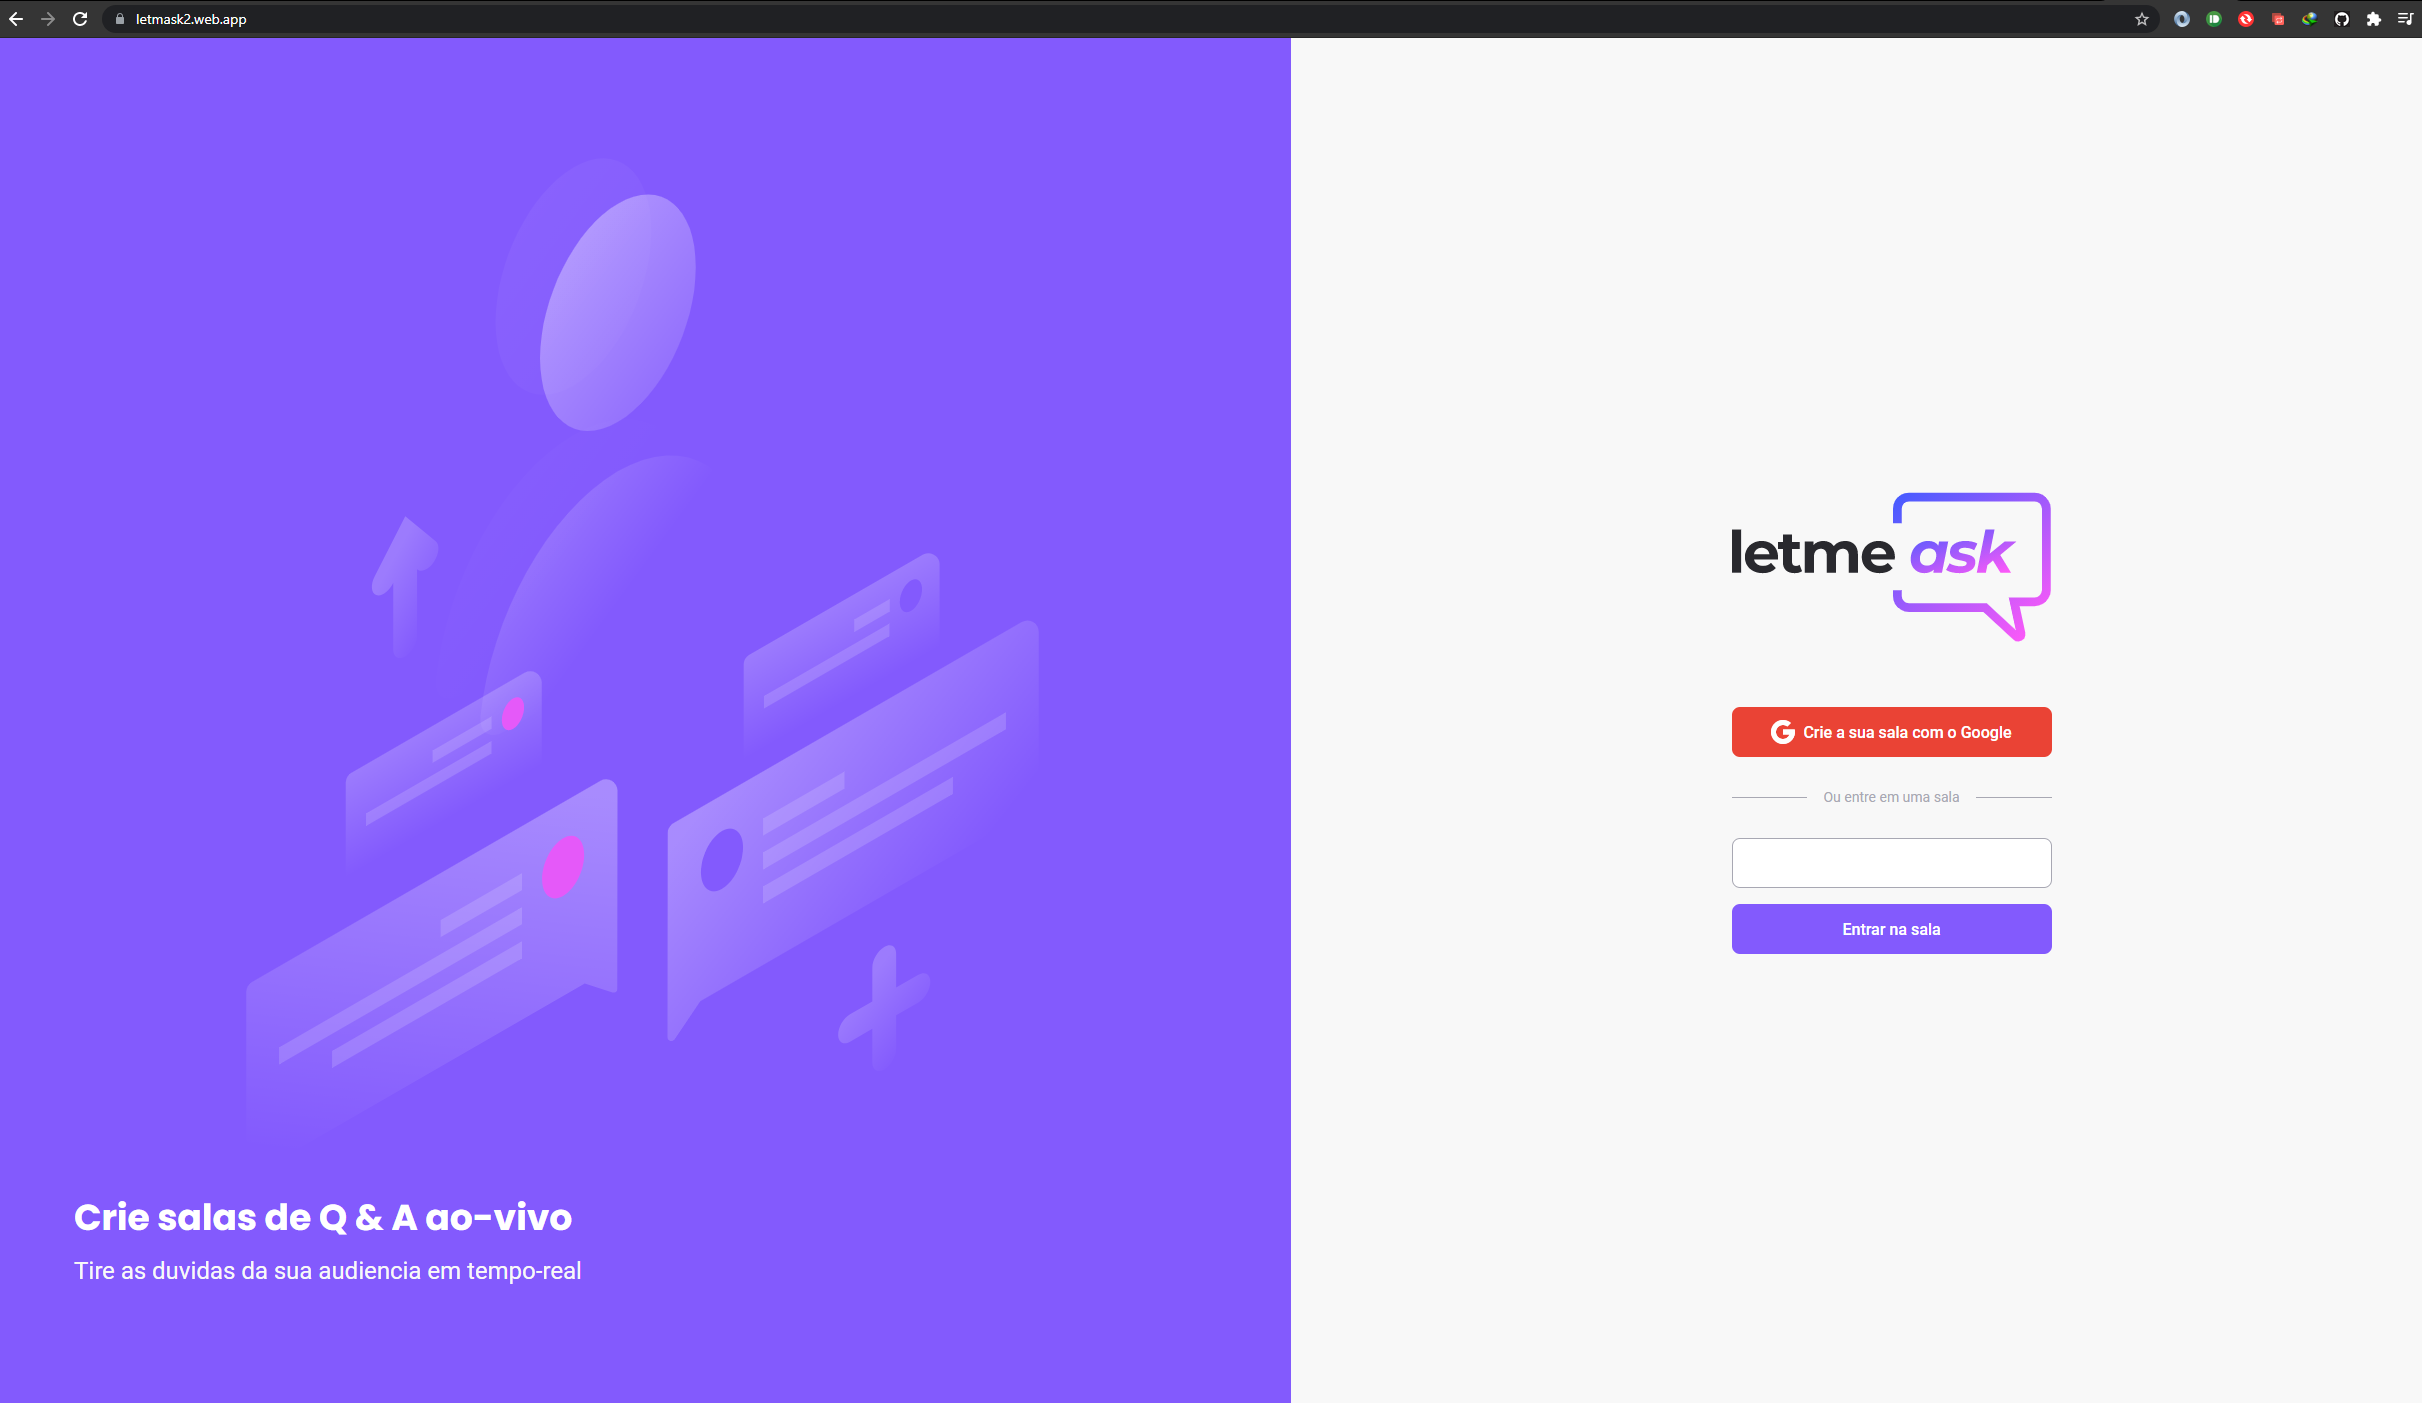 letmask2.web.app
Crie salas de Q & A ao-vivo
Tire as duvidas da sua audiencia em tempo-real
letme ask
Crie a sua sala com o Google
Ou entre em uma sala
Entrar na sala